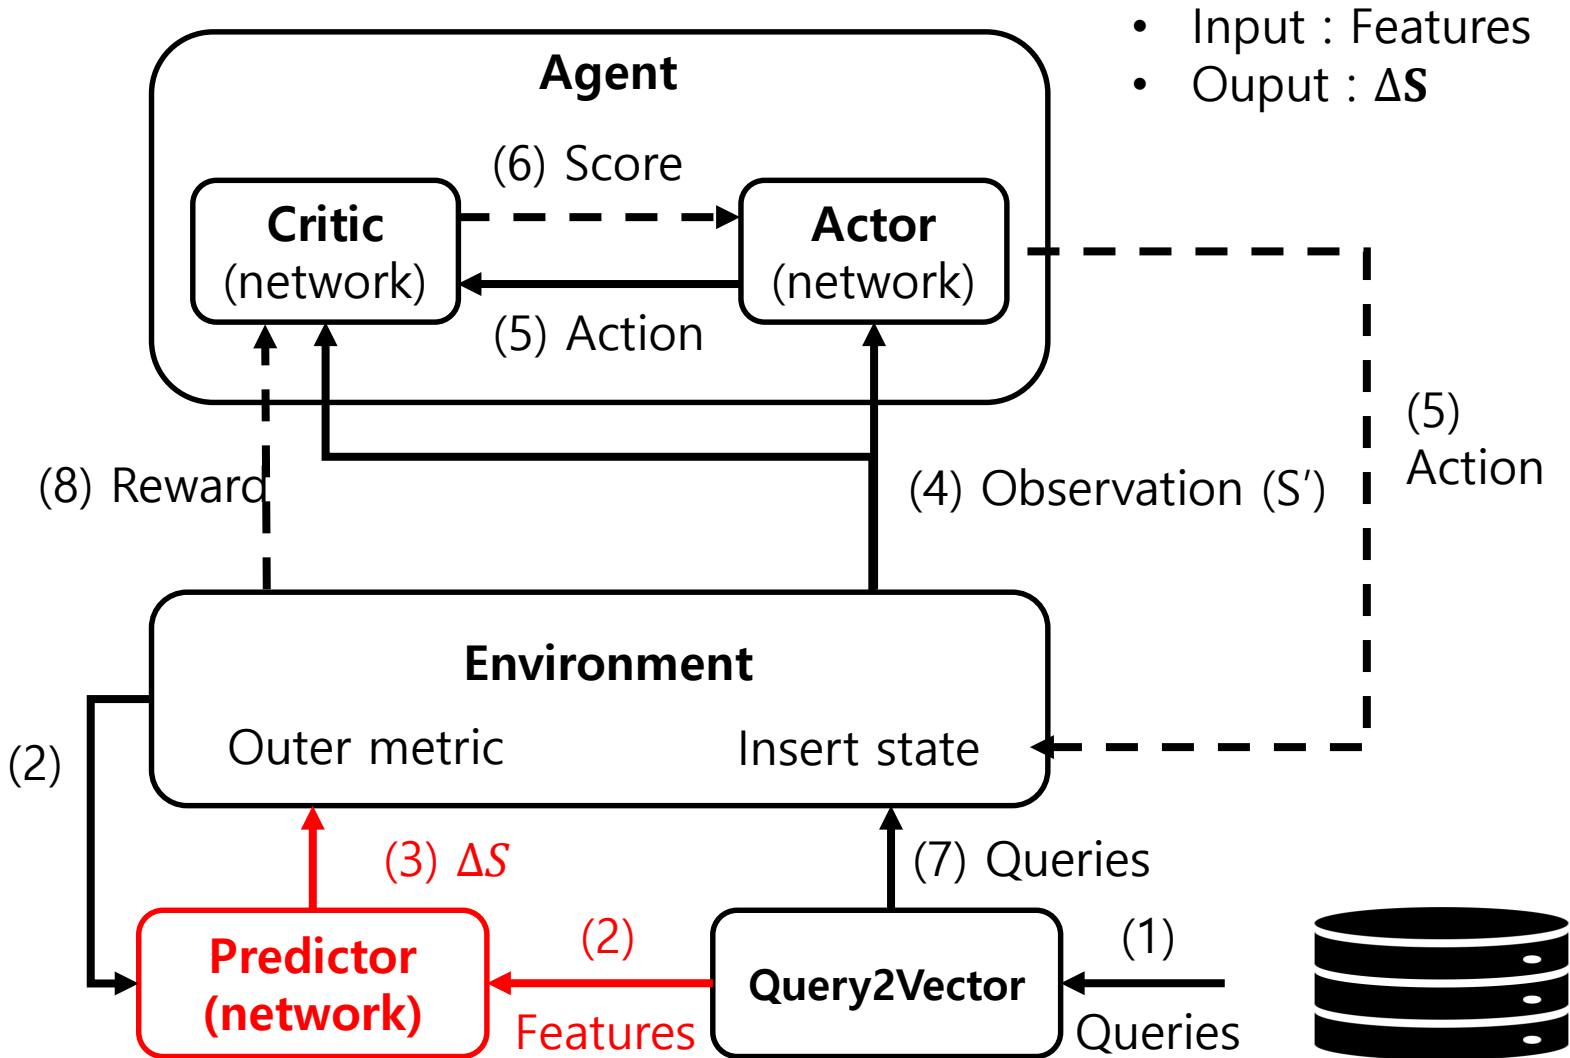 • Input : Features
• Ouput : ΔS
Agent
(6) Score
Critic
(network)
Actor
(network)
(5) Action
(5)
Action
(8) Reward
(4) Observation (S’)
Environment
Outer metric
Insert state
(2)
(3) ΔS
(7) Queries
Predictor
(network)
(2)
Features
Query2Vector
(1)
Queries